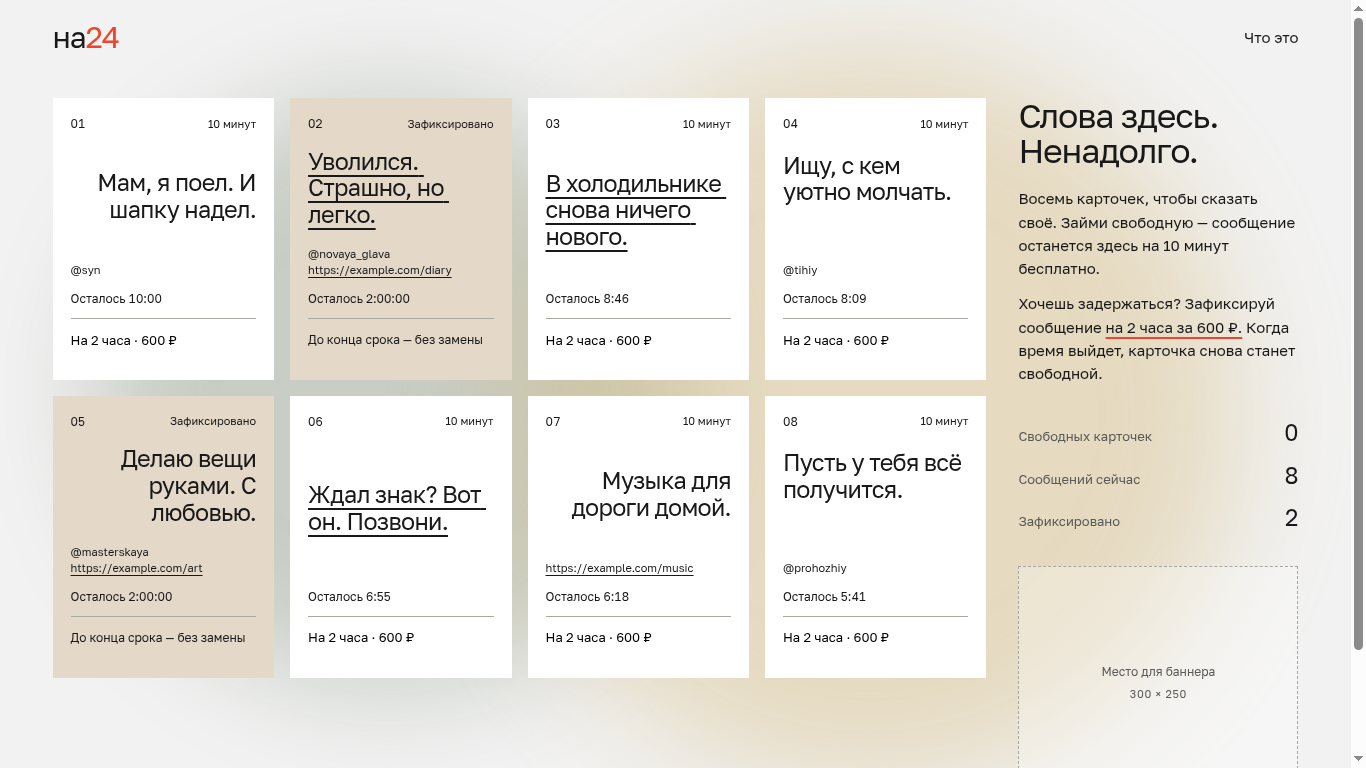 на24
Что это
01
10 минут
Мам, я поел. И
шапку надел.
@syn
Осталось 10:00
На 2 часа · 600 ₽
02
Зафиксировано
Уволился.
Страшно, но
легко.
@novaya_glava
https://example.com/diary
Осталось 2:00:00
До конца срока — без замены
03
10 минут
В холодильнике
снова ничего
нового.
Осталось 8:46
На 2 часа · 600 ₽
04
10 минут
Ищу, с кем
уютно молчать.
@tihiy
Осталось 8:09
На 2 часа · 600 ₽
05
Зафиксировано
Делаю вещи
руками. С
любовью.
@masterskaya
https://example.com/art
Осталось 2:00:00
До конца срока — без замены
06
10 минут
Ждал знак? Вот
он. Позвони.
Осталось 6:55
На 2 часа · 600 ₽
07
10 минут
Музыка для
дороги домой.
https://example.com/music
Осталось 6:18
На 2 часа · 600 ₽
08
10 минут
Пусть у тебя всё
получится.
@prohozhiy
Осталось 5:41
На 2 часа · 600 ₽
Слова здесь.
Ненадолго.
Восемь карточек, чтобы сказать
своё. Займи свободную — сообщение
останется здесь на 10 минут
бесплатно.
Хочешь задержаться? Зафиксируй
сообщение на 2 часа за 600 ₽. Когда
время выйдет, карточка снова станет
свободной.
Свободных карточек 0
Сообщений сейчас 8
Зафиксировано 2
Место для баннера
300 × 250